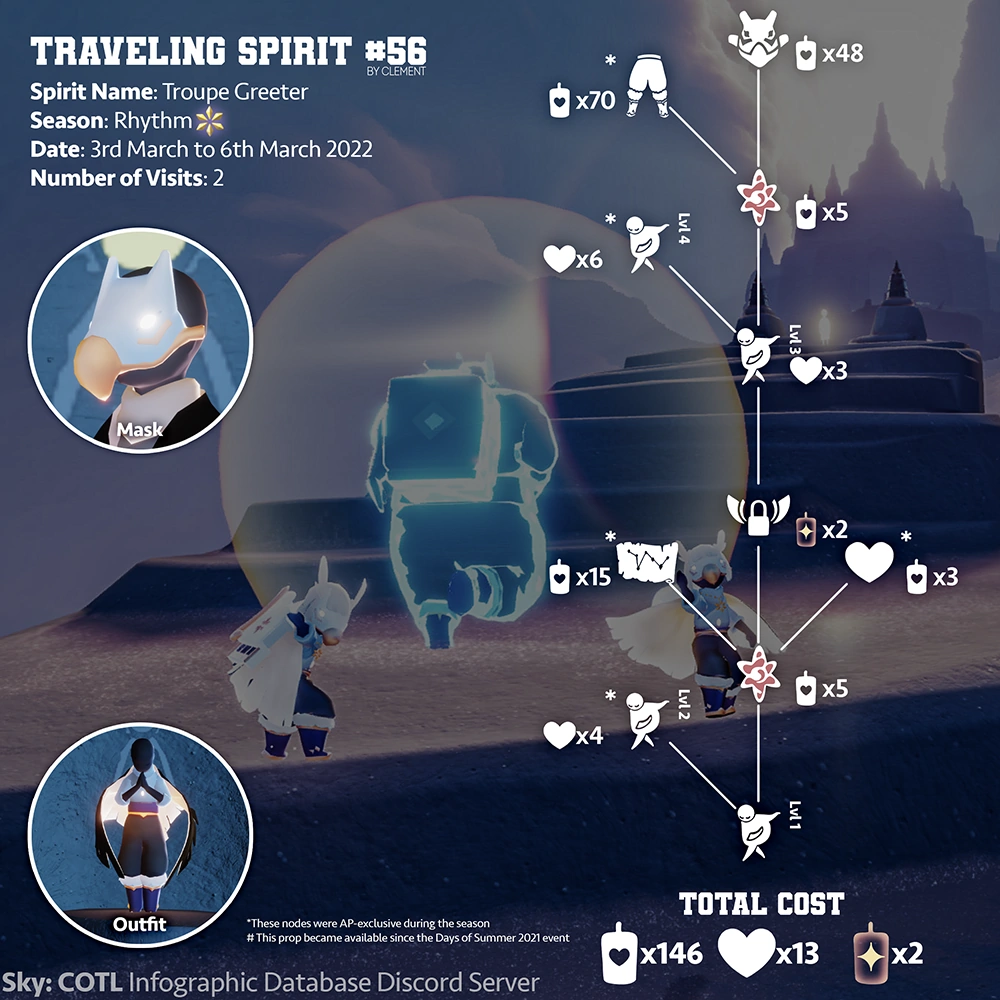 TRAVELING SPIRIT #56
BY CLEMENT
Spirit Name: Troupe Greeter
Season: Rhythm
Date: 3rd March to 6th March 2022
Number of Visits: 2
x48
*
x70
x5
*
Lvl 4
x6
Lvl 3
x3
Mask
x2
*
x15
*
x3
x5
*
Lvl 2
x4
Lvl 1
Outfit
TOTAL COST
*These nodes were AP-exclusive during the season
# This prop became available since the Days of Summer 2021 event
x146 x13 x2
Sky: COTL Infographic Database Discord Server